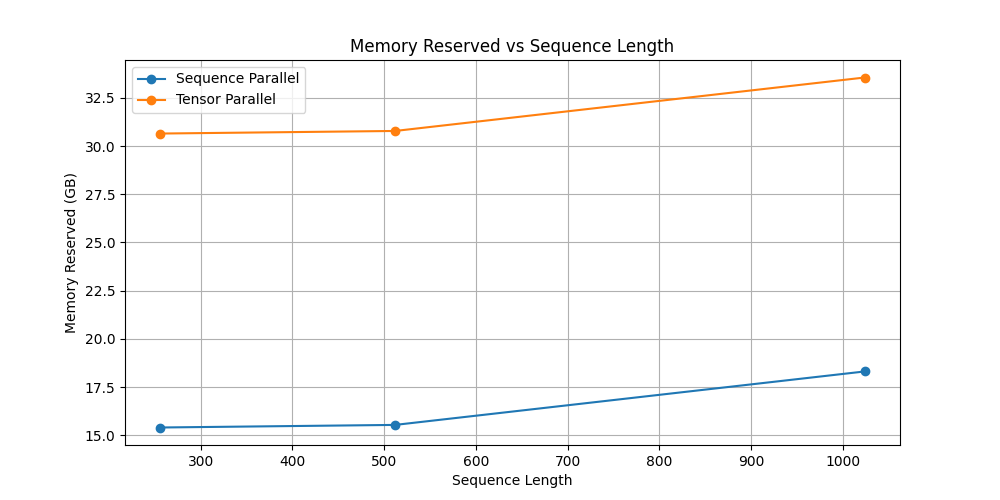 Memory Reserved vs Sequence Length
Sequence Parallel
Tensor Parallel
Memory Reserved (GB)
32.5
30.0
27.5
25.0
22.5
20.0
17.5
15.0
300 400 500 600 700 800 900 1000
Sequence Length